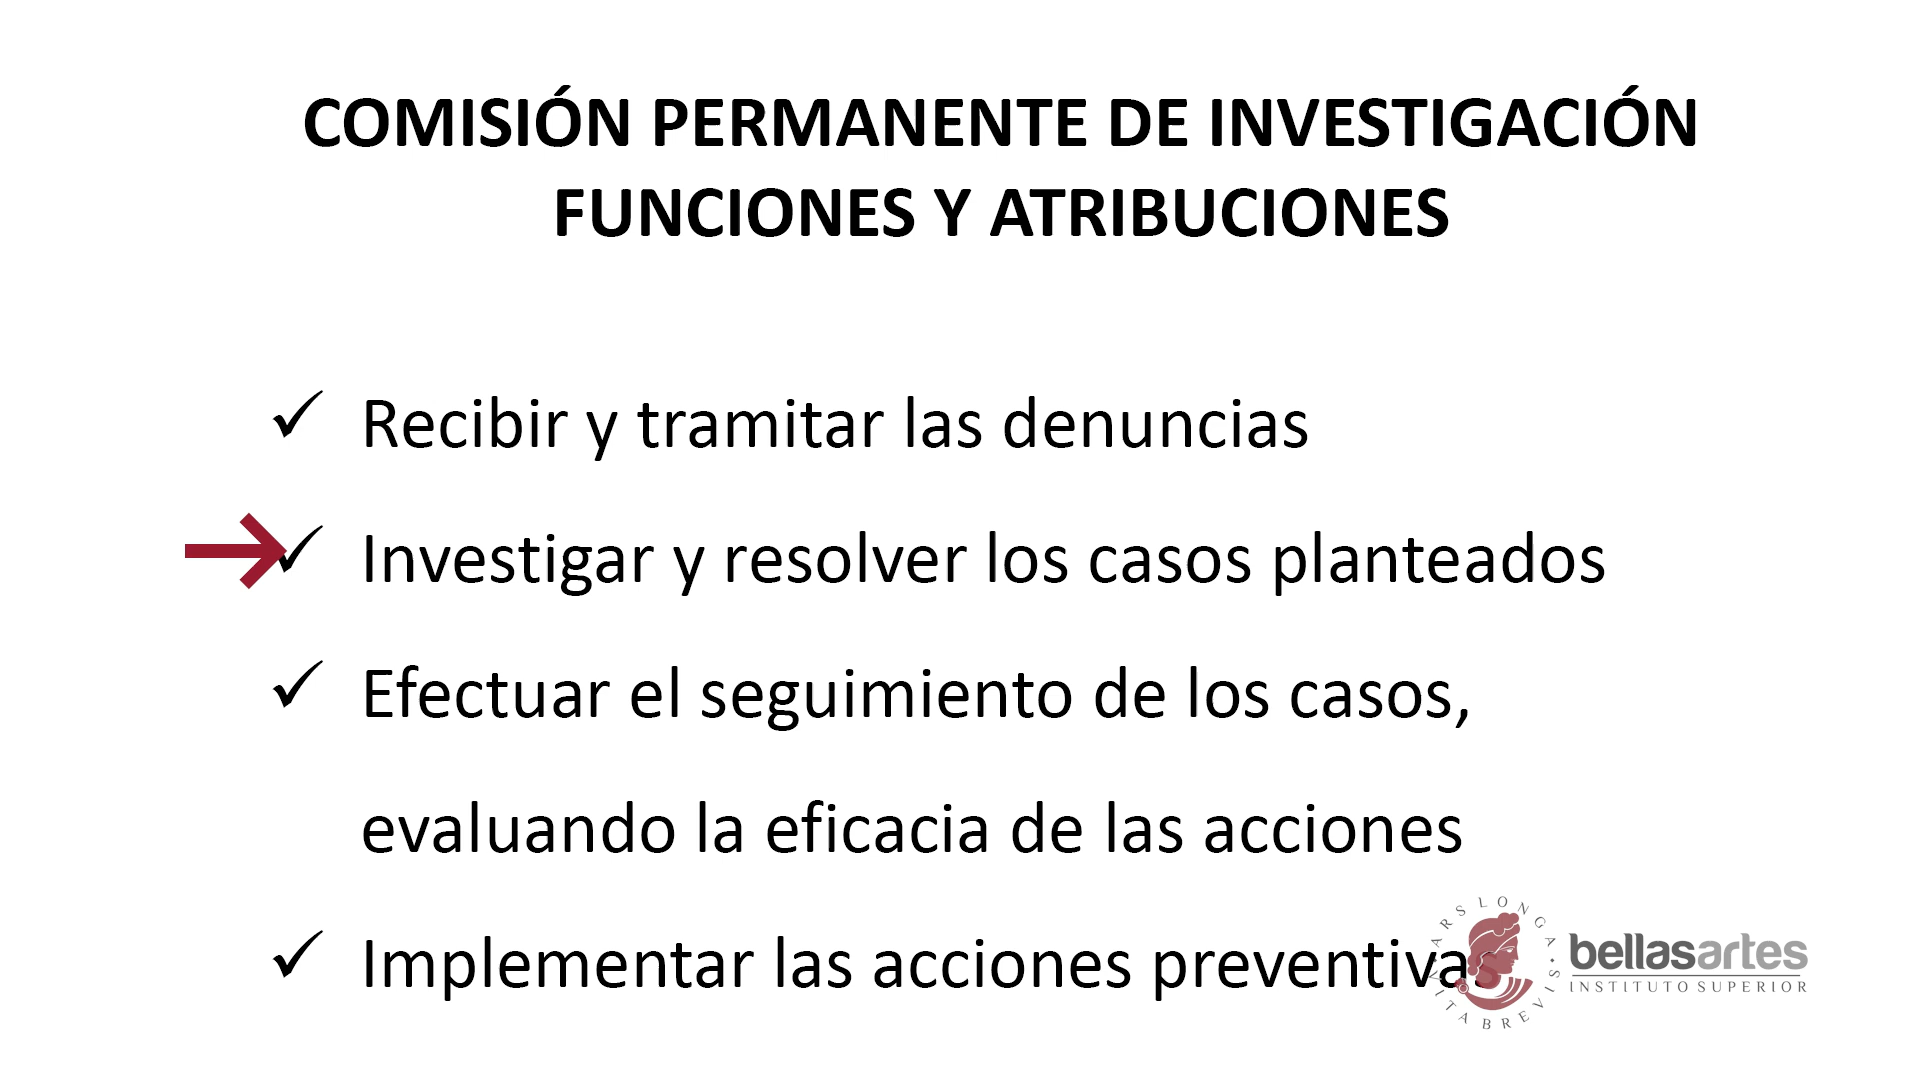 COMISIÓN PERMANENTE DE INVESTIGACIÓN
FUNCIONES Y ATRIBUCIONES
Recibir y tramitar las denuncias
Investigar y resolver los casos planteados
Efectuar el seguimiento de los casos,
evaluando la eficacia de las acciones
Implementar las acciones preventivas
ARS LONGA · VITA BREVIS
bellasartes
INSTITUTO SUPERIOR